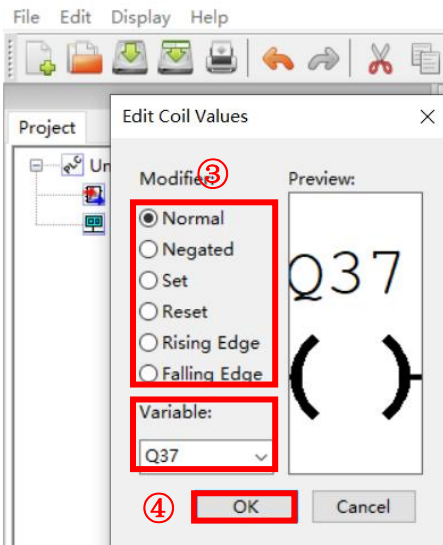 File Edit Display Help
Project
Edit Coil Values
Un
Modifier:
③
Preview:
Normal
Negated
Set
Reset
Rising Edge
Falling Edge
Q37
( )
Variable:
Q37
④
OK
Cancel